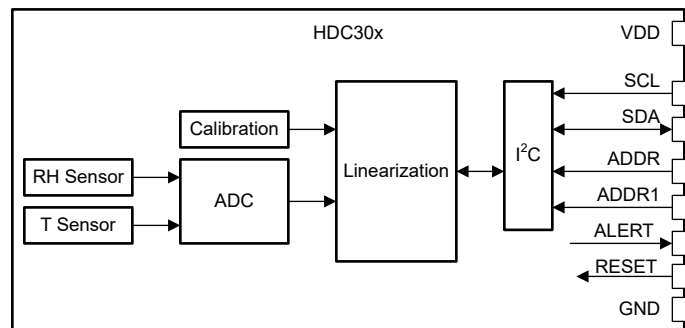 HDC30x
VDD
SCL
SDA
ADDR
ADDR1
ALERT
RESET
GND
Calibration
RH Sensor
T Sensor
ADC
Linearization
I²C